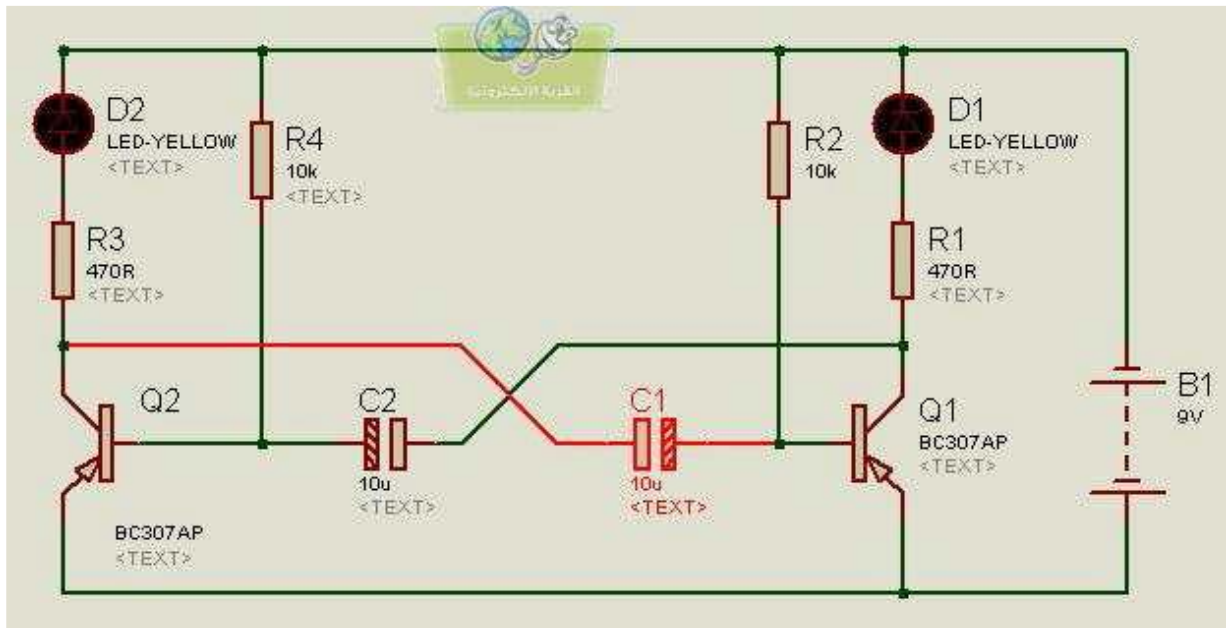 D2
LED-YELLOW
<TEXT>
R4
10k
<TEXT>
R2
10k
D1
LED-YELLOW
<TEXT>
R3
470R
<TEXT>
R1
470R
<TEXT>
Q2
BC307AP
<TEXT>
C2
10u
<TEXT>
C1
10u
<TEXT>
Q1
BC307AP
<TEXT>
B1
9V